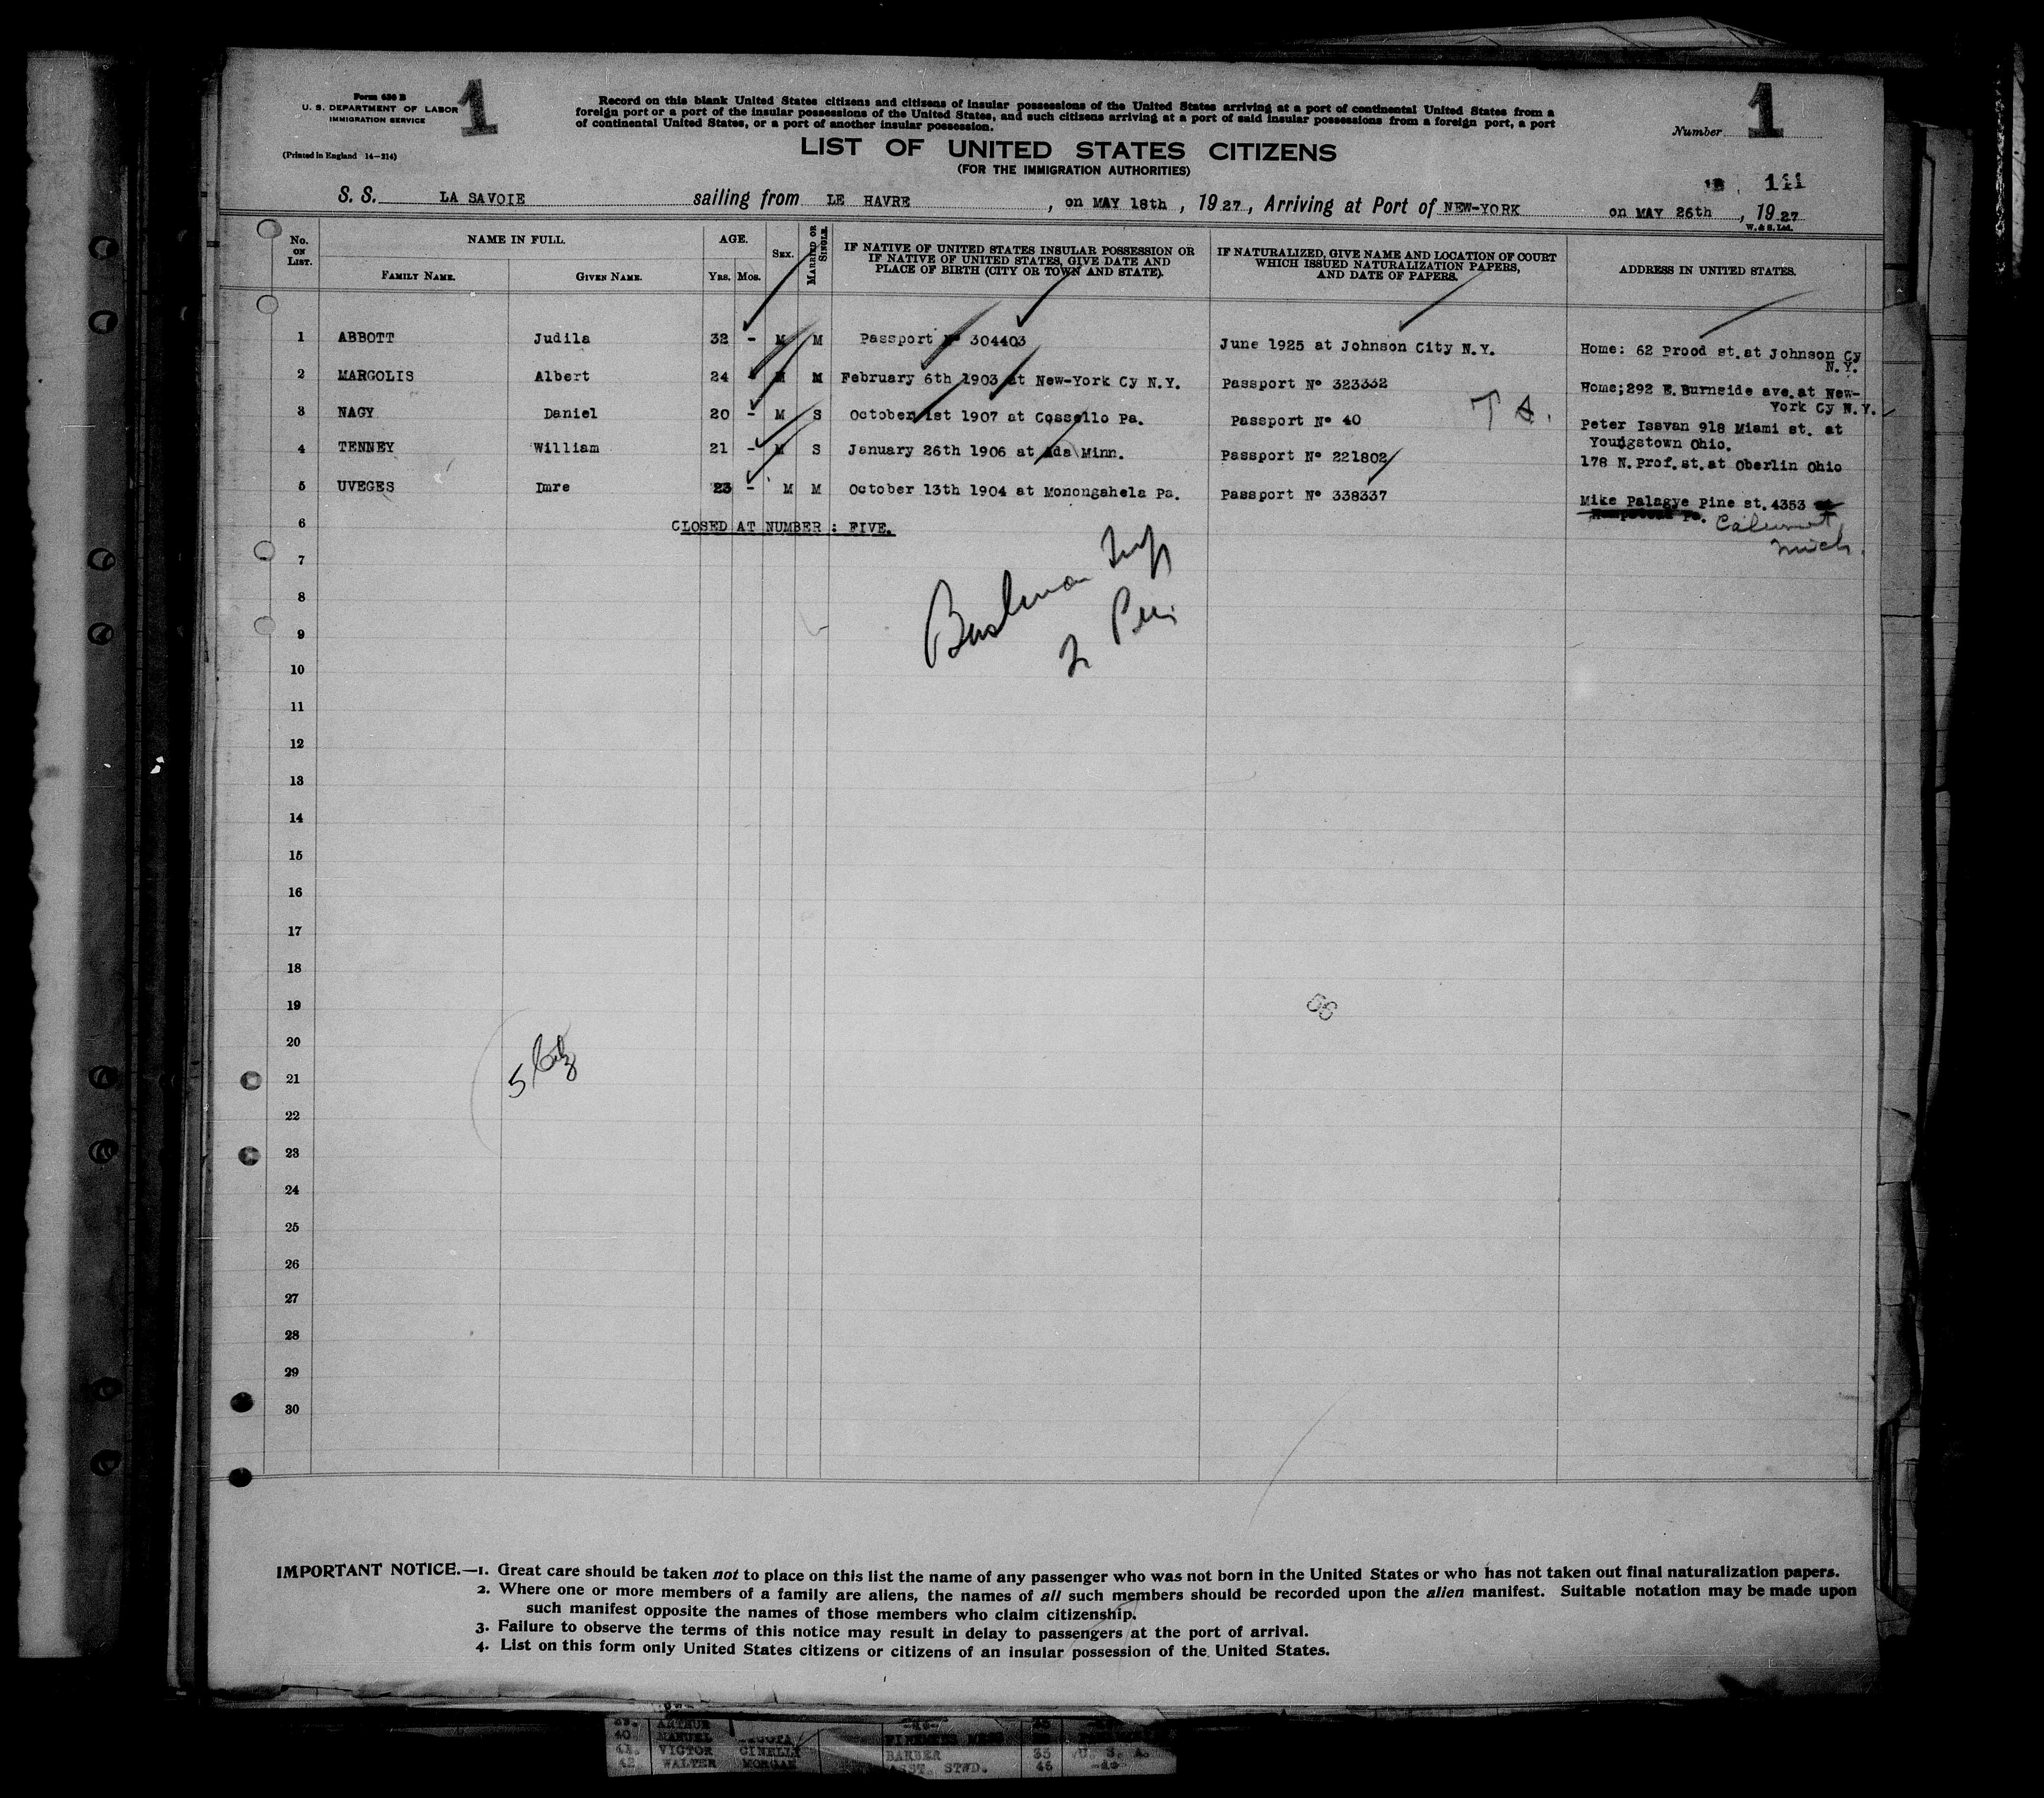 Form 630 B
U. S. DEPARTMENT OF LABOR
IMMIGRATION SERVICE
1
(Printed in England 14-214)
Record on this blank United States citizens and citizens of insular possessions of the United States arriving at a port of continental United States from a
foreign port or a port of the insular possessions of the United States, and such citizens arriving at a port of said insular possessions from a foreign port, a port
of continental United States, or a port of another insular possession.
Number 1
LIST OF UNITED STATES CITIZENS
(FOR THE IMMIGRATION AUTHORITIES)
111
S. S. LA SAVOIE sailing from LE HAVRE, on MAY 18th, 1927, Arriving at Port of NEW-YORK on MAY 26th, 1927
W. & S. Ltd.
No. ON LIST. NAME IN FULL. AGE. SEX. MARRIED OR SINGLE. IF NATIVE OF UNITED STATES INSULAR POSSESSION OR IF NATIVE OF UNITED STATES, GIVE DATE AND PLACE OF BIRTH (CITY OR TOWN AND STATE). IF NATURALIZED, GIVE NAME AND LOCATION OF COURT WHICH ISSUED NATURALIZATION PAPERS, AND DATE OF PAPERS. ADDRESS IN UNITED STATES.
FAMILY NAME. GIVEN NAME. YRS. MOS.
1 ABBOTT Judila 32 - M M Passport Nº 304403 June 1925 at Johnson City N.Y. Home: 62 Prood st. at Johnson Cy N.Y.
2 MARGOLIS Albert 24 - M M February 6th 1903 at New-York Cy N.Y. Passport Nº 323332 Home;292 E. Burnside ave. at New-York Cy N.Y.
3 NAGY Daniel 20 - M S October 1st 1907 at Cossello Pa. Passport Nº 40 Peter Issvan 918 Miami st. at Youngstown Ohio.
4 TENNEY William 21 - M S January 26th 1906 at Ada Minn. Passport Nº 221802 178 N. Prof. st. at Oberlin Ohio
5 UVEGES Imre 23 - M M October 13th 1904 at Monongahela Pa. Passport Nº 338337 Mike Palagye Pine st. 4353
Calumet
Mich.
6 CLOSED AT NUMBER : FIVE.
7
8
9
10
11
12
13
14
15
16
17
18
19
20
21
22
23
24
25
26
27
28
29
30
5 Citz
IMPORTANT NOTICE.—1. Great care should be taken not to place on this list the name of any passenger who was not born in the United States or who has not taken out final naturalization papers.
2. Where one or more members of a family are aliens, the names of all such members should be recorded upon the alien manifest. Suitable notation may be made upon
such manifest opposite the names of those members who claim citizenship.
3. Failure to observe the terms of this notice may result in delay to passengers at the port of arrival.
4. List on this form only United States citizens or citizens of an insular possession of the United States.
39. ARTHUR
40. MANUEL
41. VICTOR CINELLI BARBER 35 U. S. A.
42 WALTER MORGAN ASST. STWD. 45